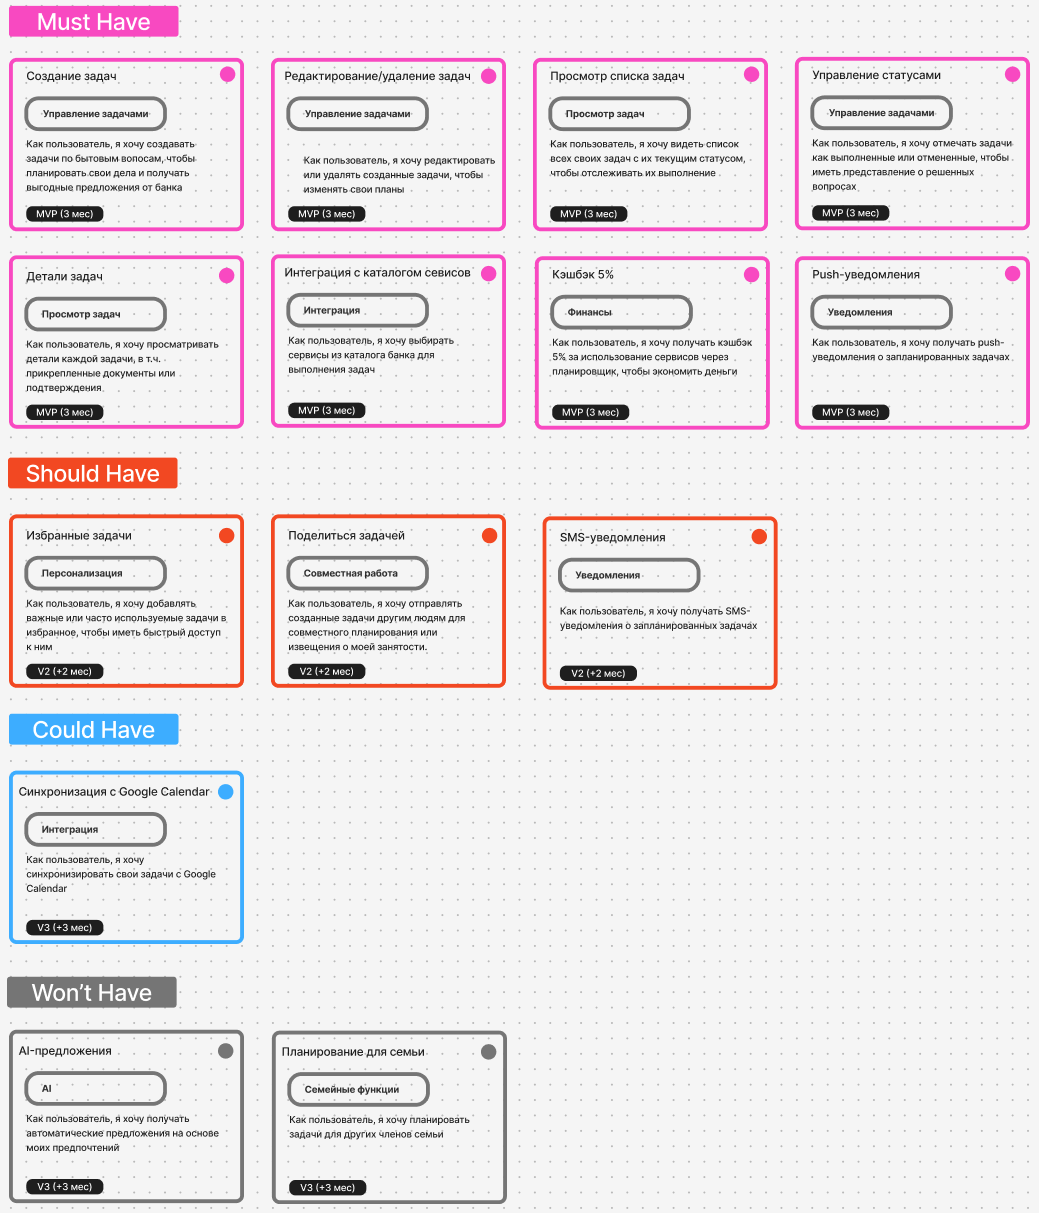 Must Have
Создание задач
Управление задачами
Как пользователь, я хочу создавать
задачи по бытовым вопосам, чтобы
планировать свои дела и получать
выгодные предложения от банка
MVP (3 мес)
Редактирование/удаление задач
Управление задачами
Как пользователь, я хочу редактировать
или удалять созданные задачи, чтобы
изменять свои планы
MVP (3 мес)
Просмотр списка задач
Просмотр задач
Как пользователь, я хочу видеть список
всех своих задач с их текущим статусом,
чтобы отслеживать их выполнение
MVP (3 мес)
Управление статусами
Управление задачами
Как пользователь, я хочу отмечать задачи
как выполненные или отмененные, чтобы
иметь представление о решенных
вопросах
MVP (3 мес)
Детали задач
Просмотр задач
Как пользователь, я хочу просматривать
детали каждой задачи, в т.ч.
прикрепленные документы или
подтверждения
MVP (3 мес)
Интеграция с каталогом севисов
Интеграция
Как пользователь, я хочу выбирать
сервисы из каталога банка для
выполнения задач
MVP (3 мес)
Кэшбэк 5%
Финансы
Как пользователь, я хочу получать кэшбэк
5% за использование сервисов через
планировщик, чтобы экономить деньги
MVP (3 мес)
Push-уведомления
Уведомления
Как пользователь, я хочу получать push-
уведомления о запланированных задачах
MVP (3 мес)
Should Have
Избранные задачи
Персонализация
Как пользователь, я хочу добавлять
важные или часто используемые задачи в
избранное, чтобы иметь быстрый доступ
к ним
V2 (+2 мес)
Поделиться задачей
Совместная работа
Как пользователь, я хочу отправлять
созданные задачи другим людям для
совместного планирования или
извещения о моей занятости.
V2 (+2 мес)
SMS-уведомления
Уведомления
Как пользователь, я хочу получать SMS-
уведомления о запланированных задачах
V2 (+2 мес)
Could Have
Синхронизация с Google Calendar
Интеграция
Как пользователь, я хочу
синхронизировать свои задачи с Google
Calendar
V3 (+3 мес)
Won’t Have
AI-предложения
AI
Как пользователь, я хочу получать
автоматические предложения на основе
моих предпочтений
V3 (+3 мес)
Планирование для семьи
Семейные функции
Как пользователь, я хочу планировать
задачи для других членов семьи
V3 (+3 мес)